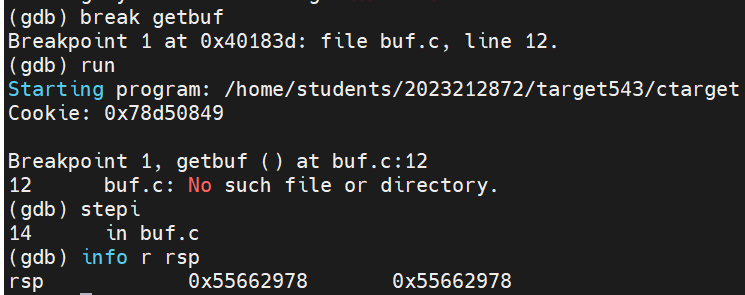 (gdb) break getbuf
Breakpoint 1 at 0x40183d: file buf.c, line 12.
(gdb) run
Starting program: /home/students/2023212872/target543/ctarget
Cookie: 0x78d50849
Breakpoint 1, getbuf () at buf.c:12
12      buf.c: No such file or directory.
(gdb) stepi
14      in buf.c
(gdb) info r rsp
rsp            0x55662978       0x55662978